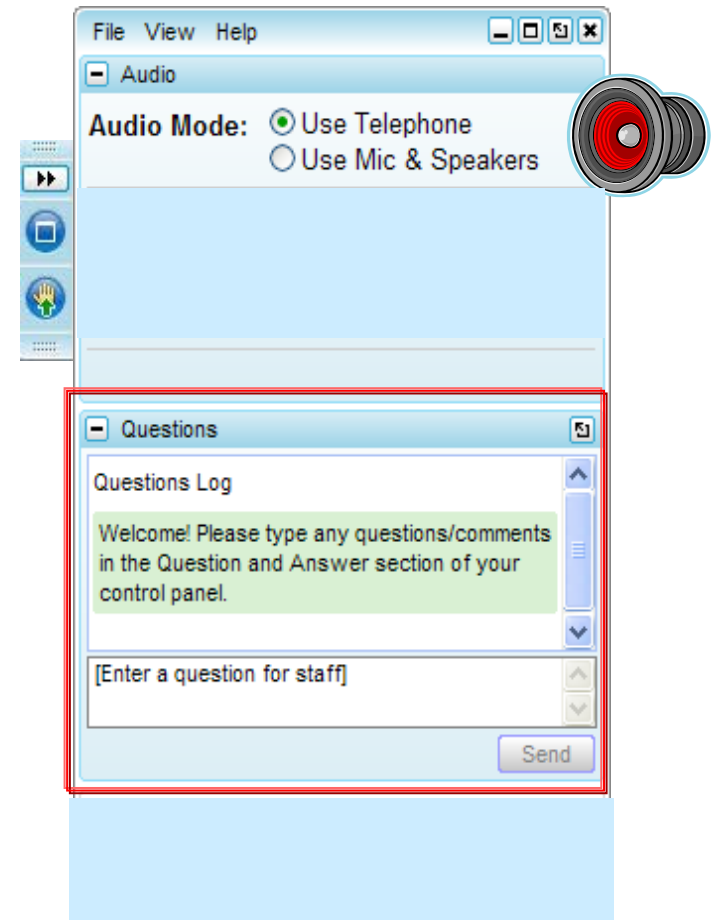 File View Help
Audio
Audio Mode: Use Telephone
Use Mic & Speakers
Questions
Questions Log
Welcome! Please type any questions/comments
in the Question and Answer section of your
control panel.
[Enter a question for staff]
Send